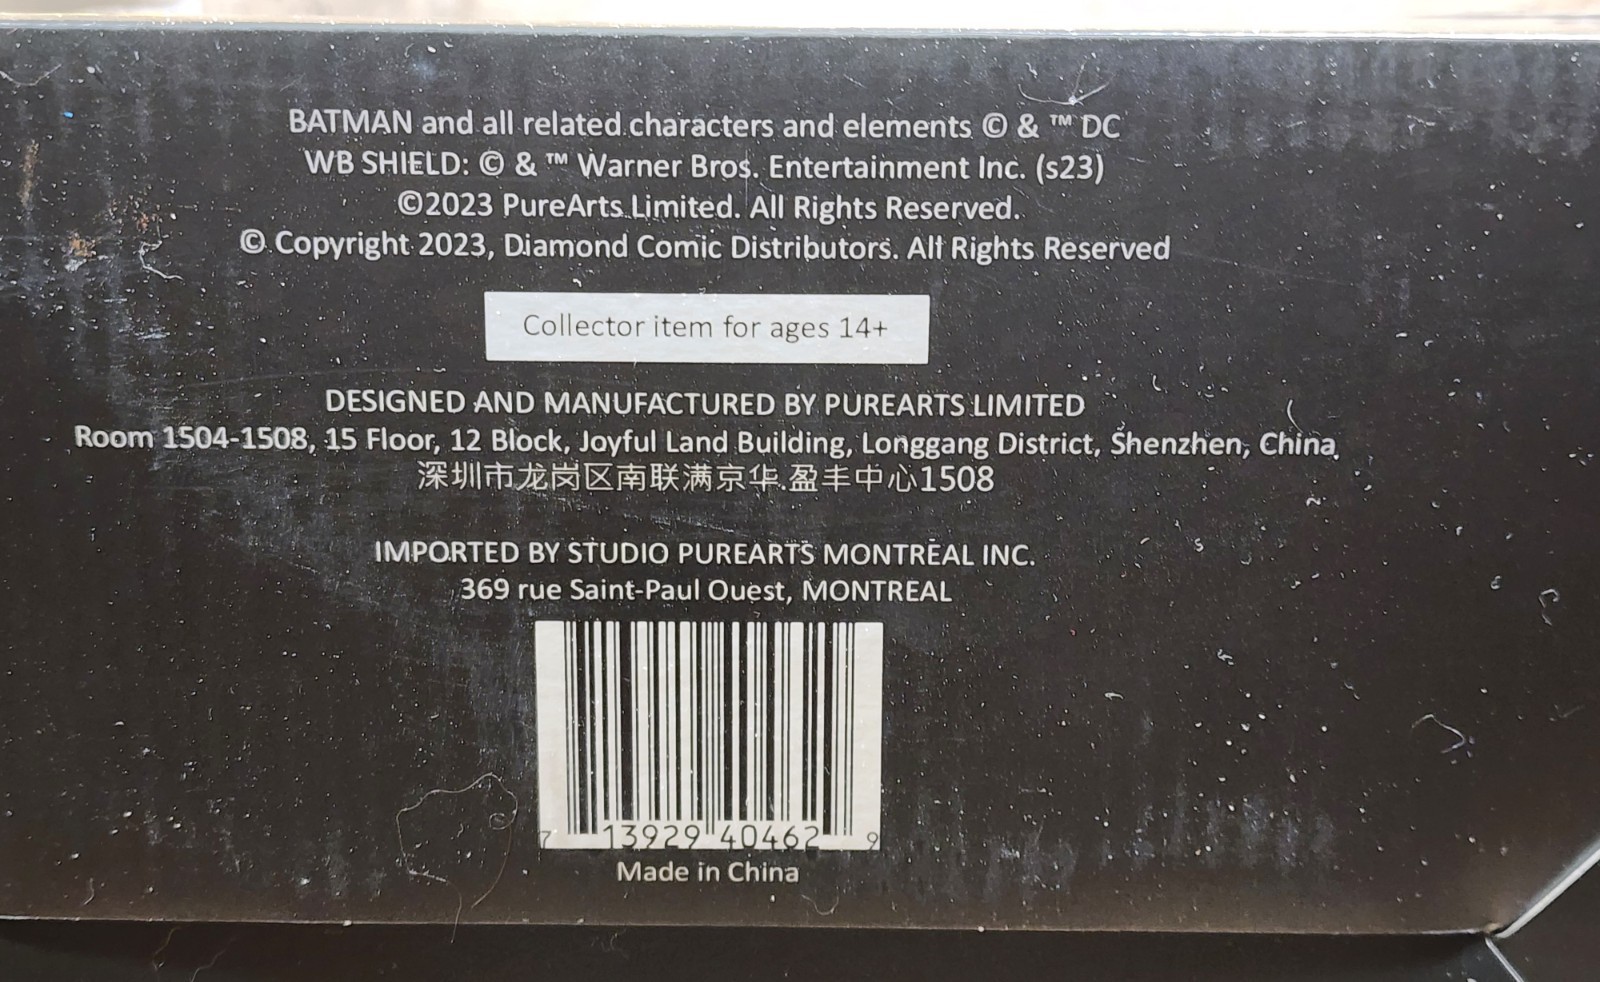 BATMAN and all related characters and elements © & ™ DC
WB SHIELD: © & ™ Warner Bros. Entertainment Inc. (s23)
©2023 PureArts Limited. All Rights Reserved.
© Copyright 2023, Diamond Comic Distributors. All Rights Reserved
Collector item for ages 14+
DESIGNED AND MANUFACTURED BY PUREARTS LIMITED
Room 1504-1508, 15 Floor, 12 Block, Joyful Land Building, Longgang District, Shenzhen, China,
深圳市龙岗区南联满京华.盈丰中心1508
IMPORTED BY STUDIO PUREARTS MONTREAL INC.
369 rue Saint-Paul Ouest, MONTREAL
7 13929 40462 9
Made in China